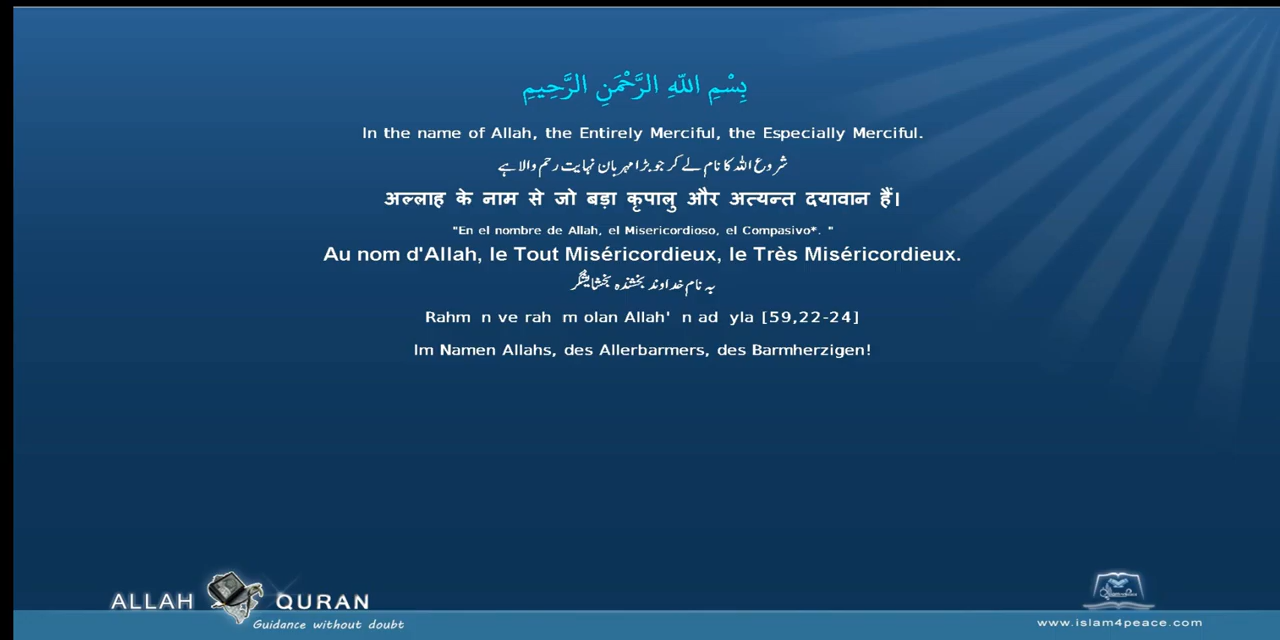 بِسْمِ اللّهِ الرَّحْمَنِ الرَّحِيمِ
In the name of Allah, the Entirely Merciful, the Especially Merciful.
شروع الله کا نام لے کر جو بڑا مہربان نہایت رحم والا ہے
अल्लाह के नाम से जो बड़ा कृपालु और अत्यन्त दयावान हैं।
"En el nombre de Allah, el Misericordioso, el Compasivo*. "
Au nom d'Allah, le Tout Miséricordieux, le Très Miséricordieux.
به نام خداوند بخشنده بخشایشگر
Rahm n ve rah m olan Allah' n ad yla [59,22-24]
Im Namen Allahs, des Allerbarmers, des Barmherzigen!
ALLAH QURAN
Guidance without doubt
www.islam4peace.com